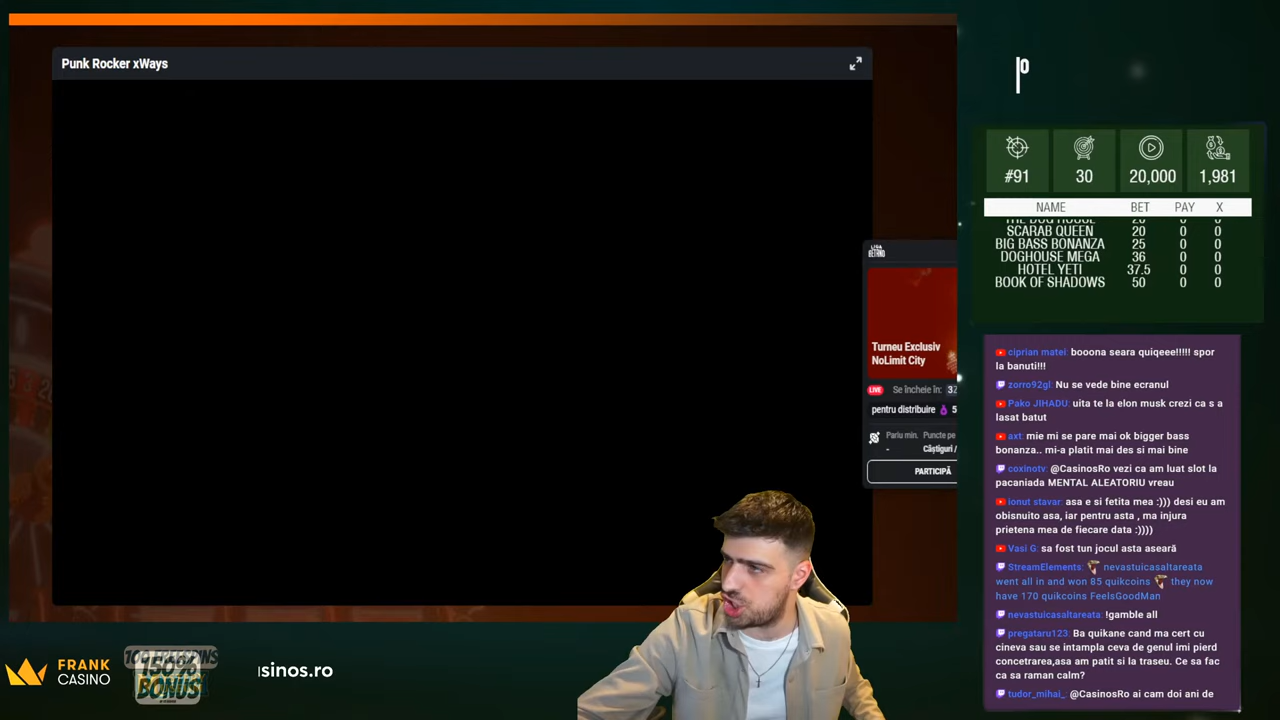 Punk Rocker xWays
#91
30
20,000
1,981
NAME BET PAY X
THE DOG HOUSE 20 0 0
SCARAB QUEEN 20 0 0
BIG BASS BONANZA 25 0 0
DOGHOUSE MEGA 36 0 0
HOTEL YETI 37.5 0 0
BOOK OF SHADOWS 50 0 0
LIGA
BETANO
Turneu Exclusiv
NoLimit City
LIVE Se încheie în:
pentru distribuire
Pariu min. Puncte pe
- Câștiguri /
PARTICIPĂ
ciprian matei: booona seara quiqeee!!!!! spor
la banuti!!!
zorro92gl: Nu se vede bine ecranul
Pako JIHADU: uita te la elon musk crezi ca s a
lasat batut
axt: mie mi se pare mai ok bigger bass
bonanza.. mi-a platit mai des si mai bine
coxinotv: @CasinosRo vezi ca am luat slot la
pacaniada MENTAL ALEATORIU vreau
ionut stavar: asa e si fetita mea :))) desi eu am
obisnuito asa, iar pentru asta , ma injura
prietena mea de fiecare data :))))
Vasi G: sa fost tun jocul asta aseară
StreamElements: nevastuicasaltareata
went all in and won 85 quikcoins they now
have 170 quikcoins FeelsGoodMan
nevastuicasaltareata: !gamble all
pregataru123: Ba quikane cand ma cert cu
cineva sau se intampla ceva de genul imi pierd
concetrarea,asa am patit si la traseu. Ce sa fac
ca sa raman calm?
tudor_mihai_: @CasinosRo ai cam doi ani de
FRANK
CASINO
150%
BONUS
sinos.ro